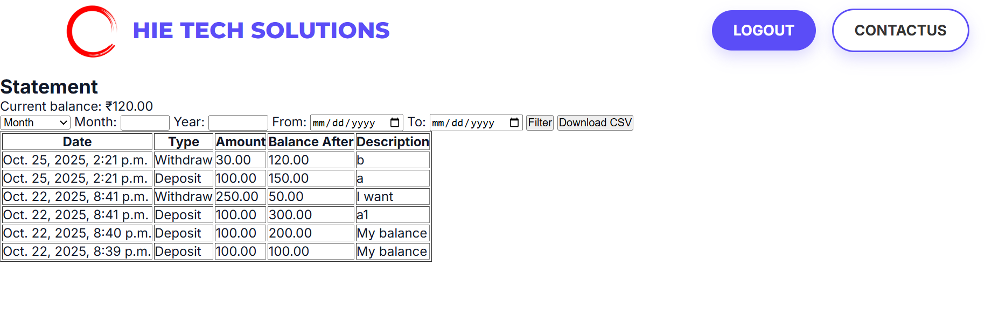 HIE TECH SOLUTIONS LOGOUT CONTACTUS
Statement
Current balance: ₹120.00
Month Month: Year: From: mm/dd/yyyy To: mm/dd/yyyy Filter Download CSV
Date Type Amount Balance After Description
Oct. 25, 2025, 2:21 p.m. Withdraw 30.00 120.00 b
Oct. 25, 2025, 2:21 p.m. Deposit 100.00 150.00 a
Oct. 22, 2025, 8:41 p.m. Withdraw 250.00 50.00 I want
Oct. 22, 2025, 8:41 p.m. Deposit 100.00 300.00 a1
Oct. 22, 2025, 8:40 p.m. Deposit 100.00 200.00 My balance
Oct. 22, 2025, 8:39 p.m. Deposit 100.00 100.00 My balance